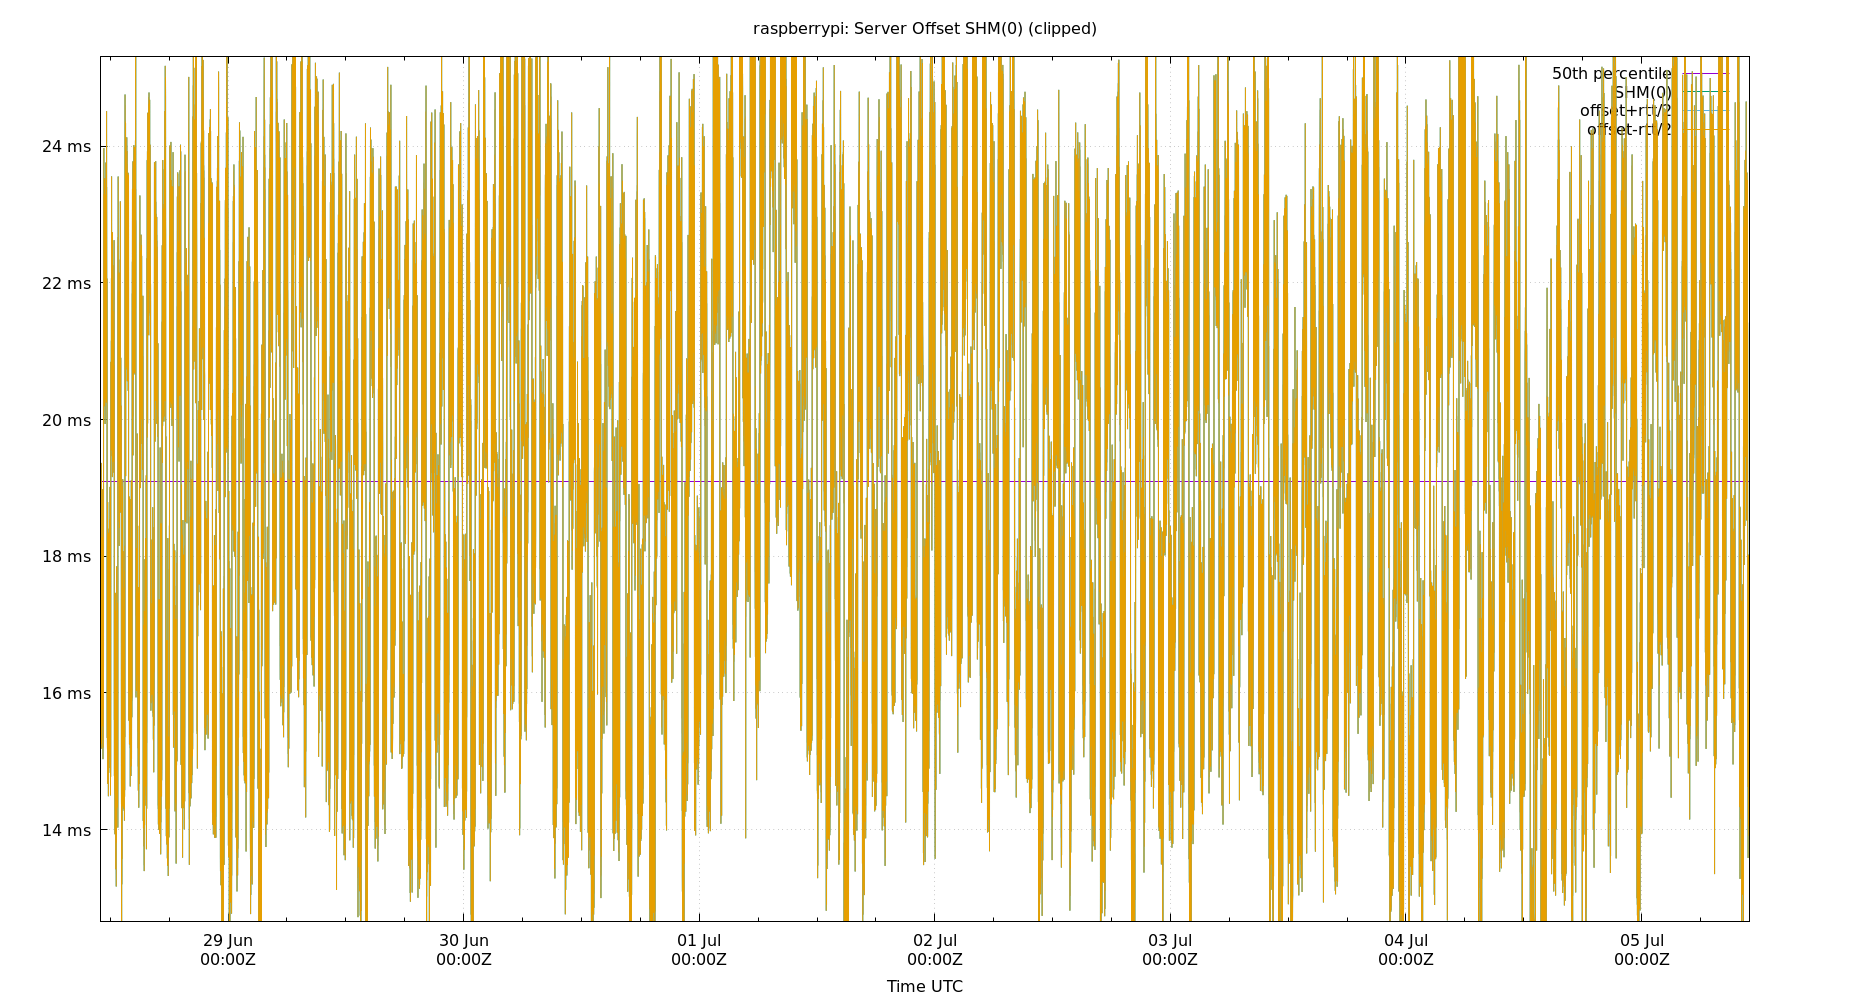 raspberrypi: Server Offset SHM(0) (clipped)
50th percentile
SHM(0)
offset+rtt/2
offset-rtt/2
24 ms
22 ms
20 ms
18 ms
16 ms
14 ms
29 Jun 30 Jun 01 Jul 02 Jul 03 Jul 04 Jul 05 Jul
00:00Z 00:00Z 00:00Z 00:00Z 00:00Z 00:00Z 00:00Z
Time UTC